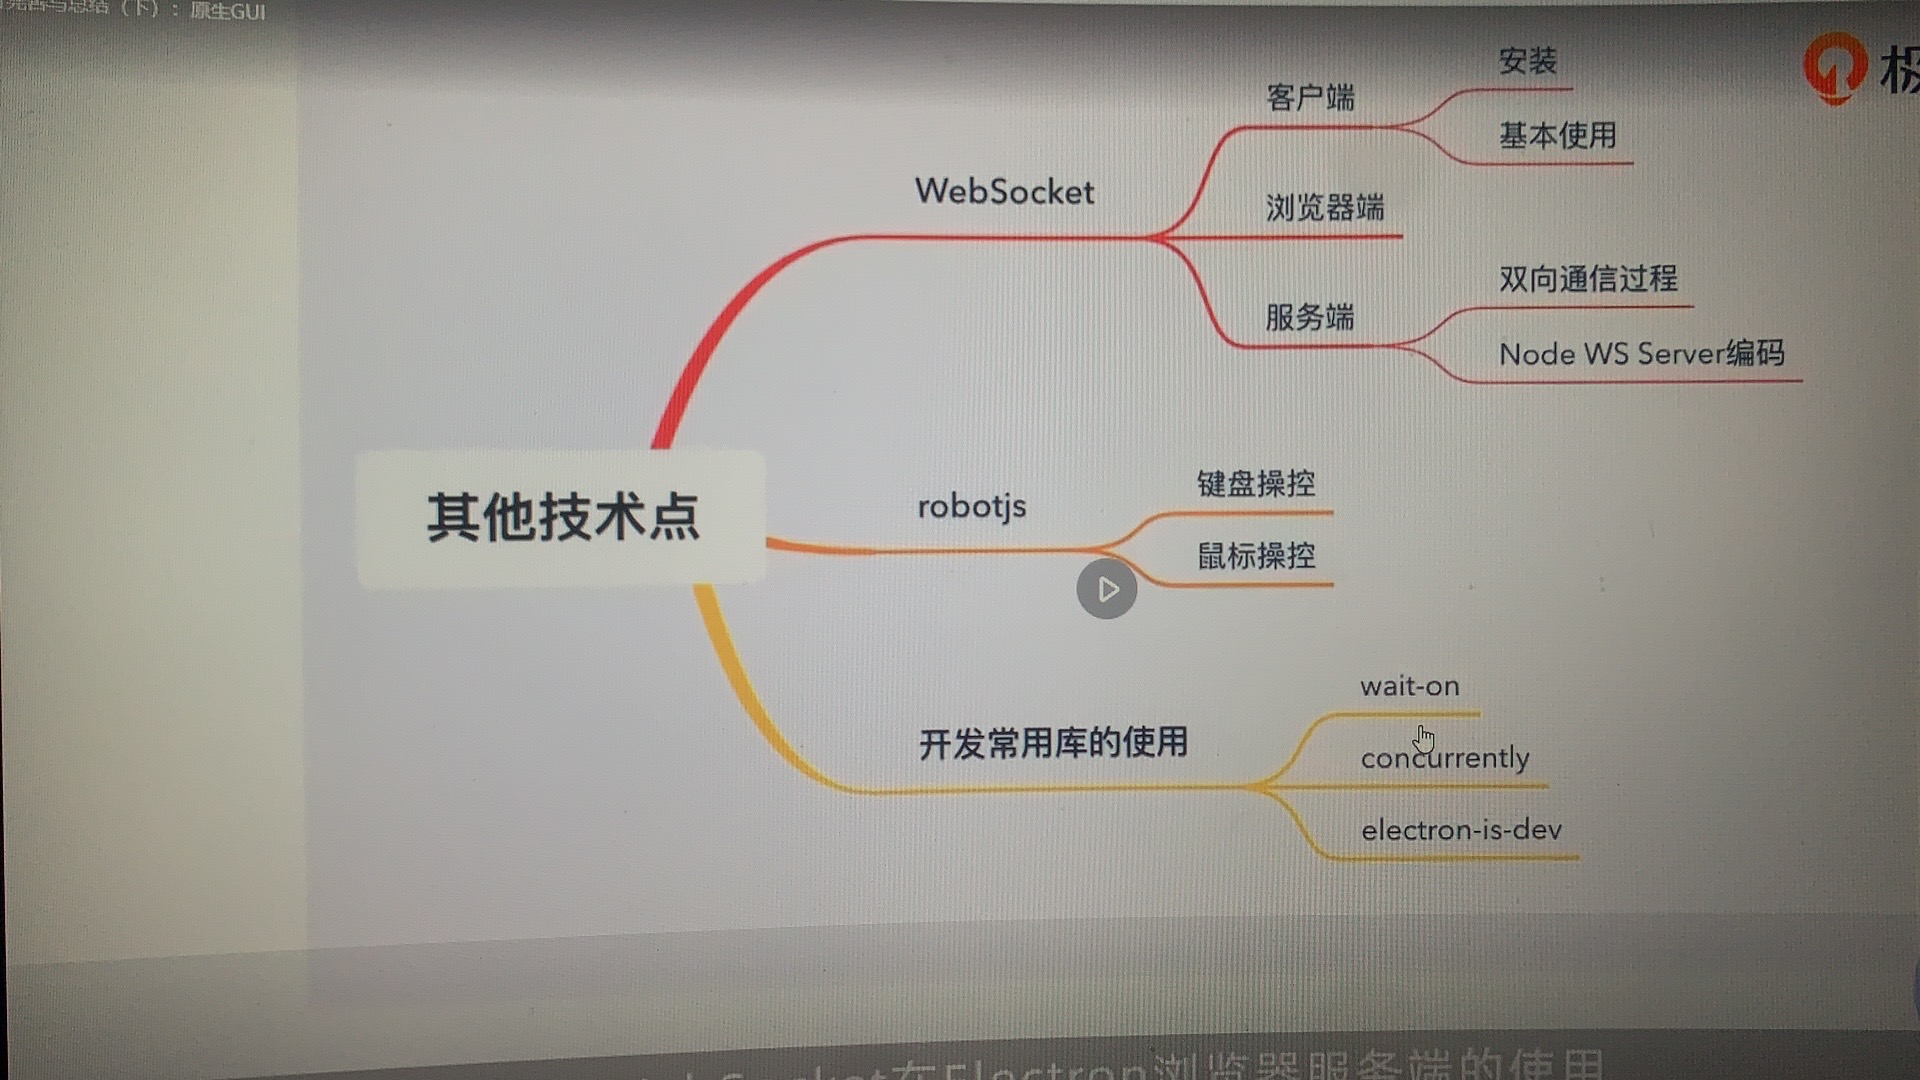 与总结（下）：原生GUI
极
其他技术点
WebSocket
客户端
安装
基本使用
浏览器端
服务端
双向通信过程
Node WS Server编码
robotjs
键盘操控
鼠标操控
开发常用库的使用
wait-on
concurrently
electron-is-dev
Socket在Electron浏览器服务端的使用